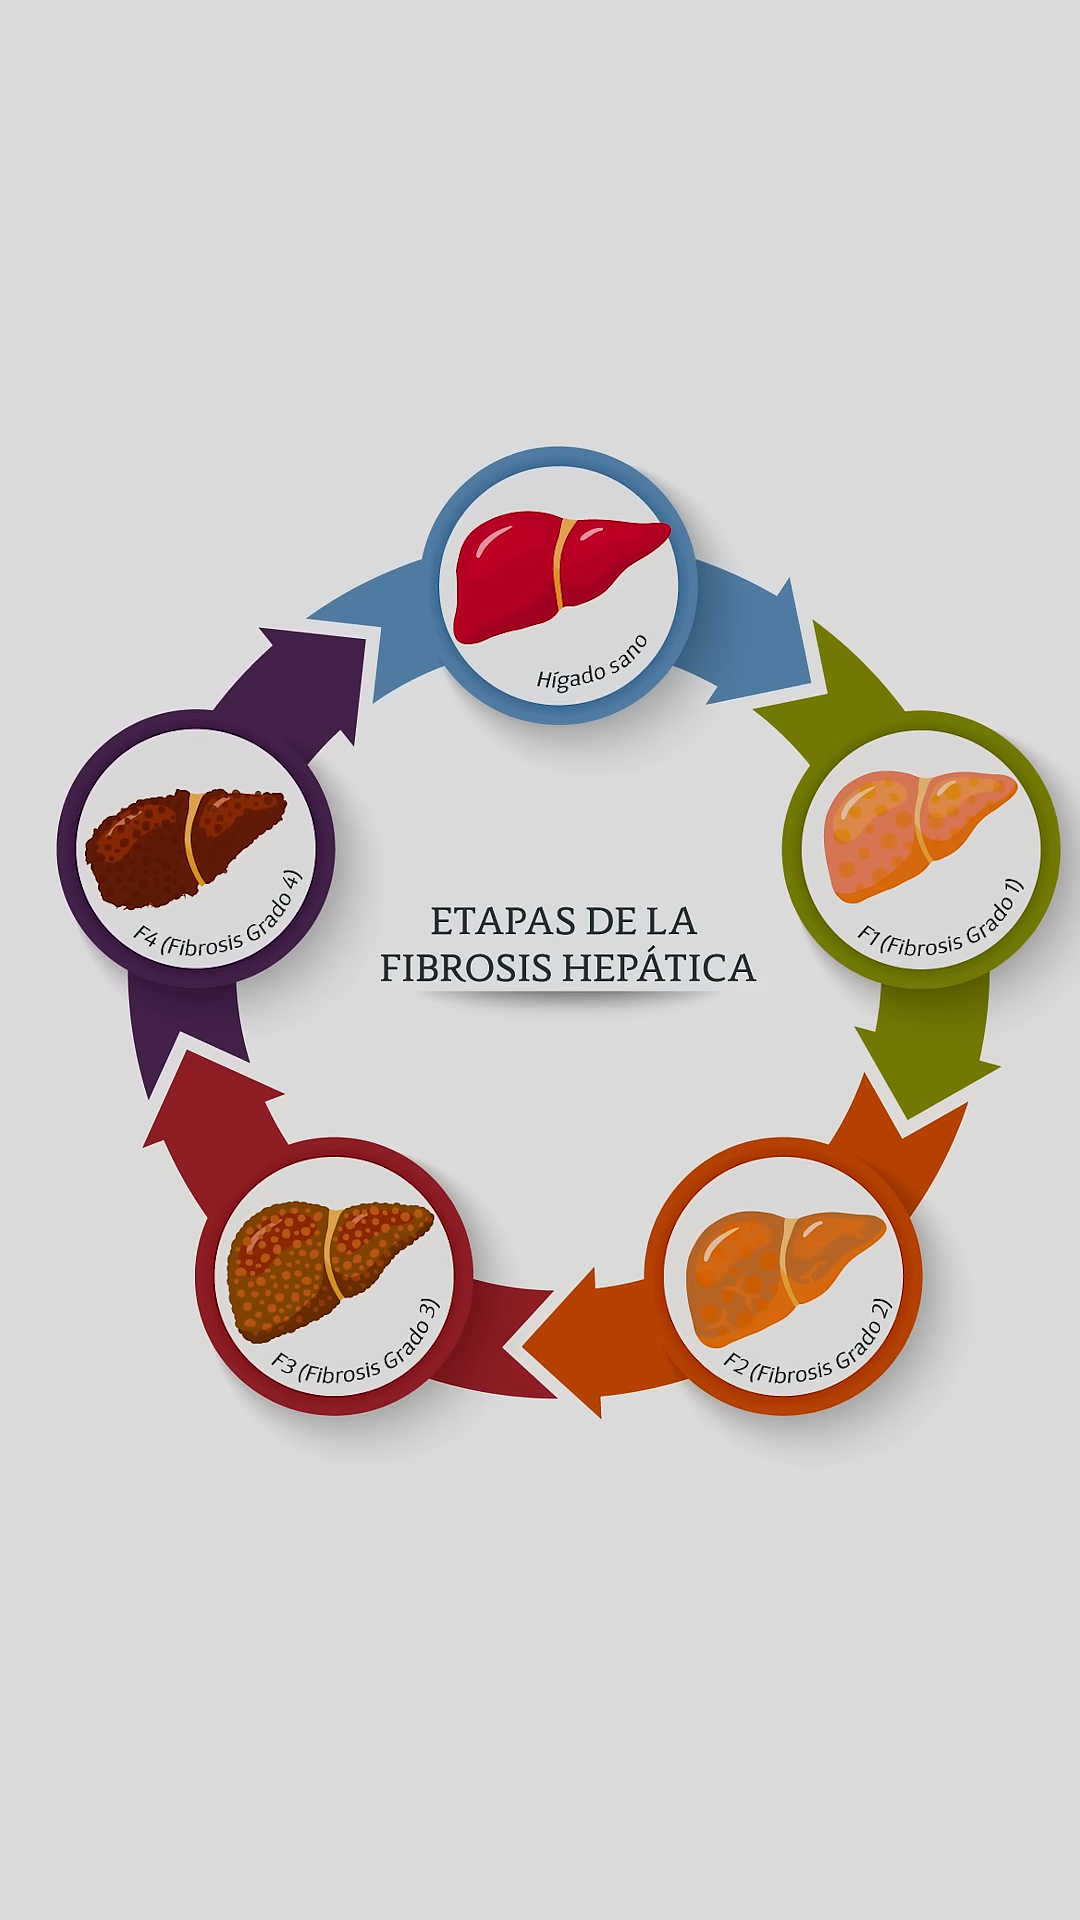 Hígado sano
F1 (Fibrosis Grado 1)
F2 (Fibrosis Grado 2)
F3 (Fibrosis Grado 3)
F4 (Fibrosis Grado 4)
ETAPAS DE LA
FIBROSIS HEPÁTICA